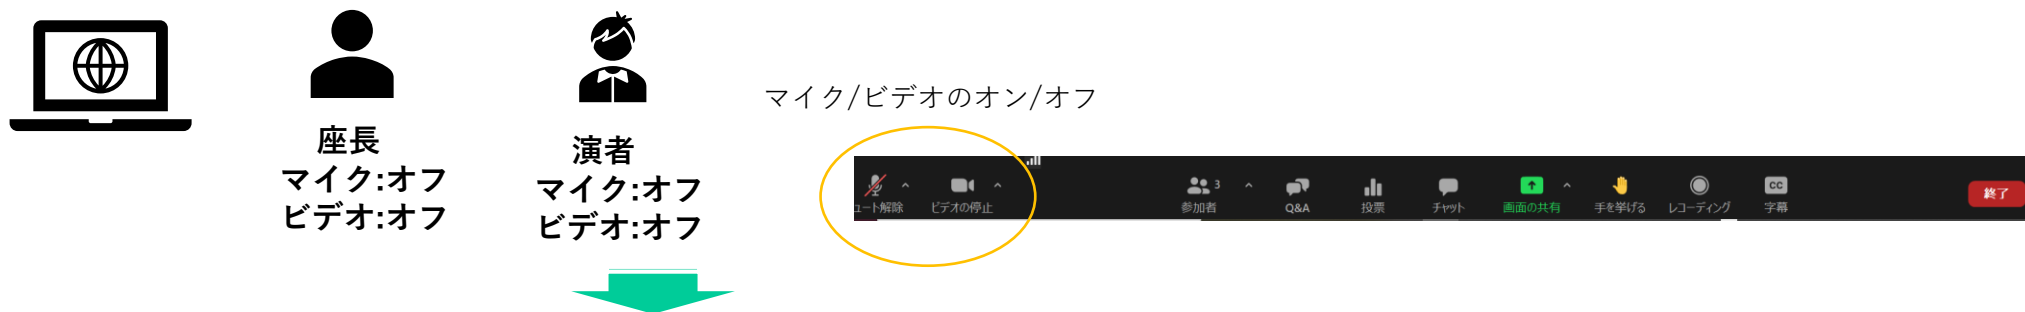 座長
マイク:オフ
ビデオ:オフ
演者
マイク:オフ
ビデオ:オフ
マイク/ビデオのオン/オフ
ュート解除 ビデオの停止 参加者 3 Q&A 投票 チャット 画面の共有 手を挙げる レコーディング CC 字幕 終了